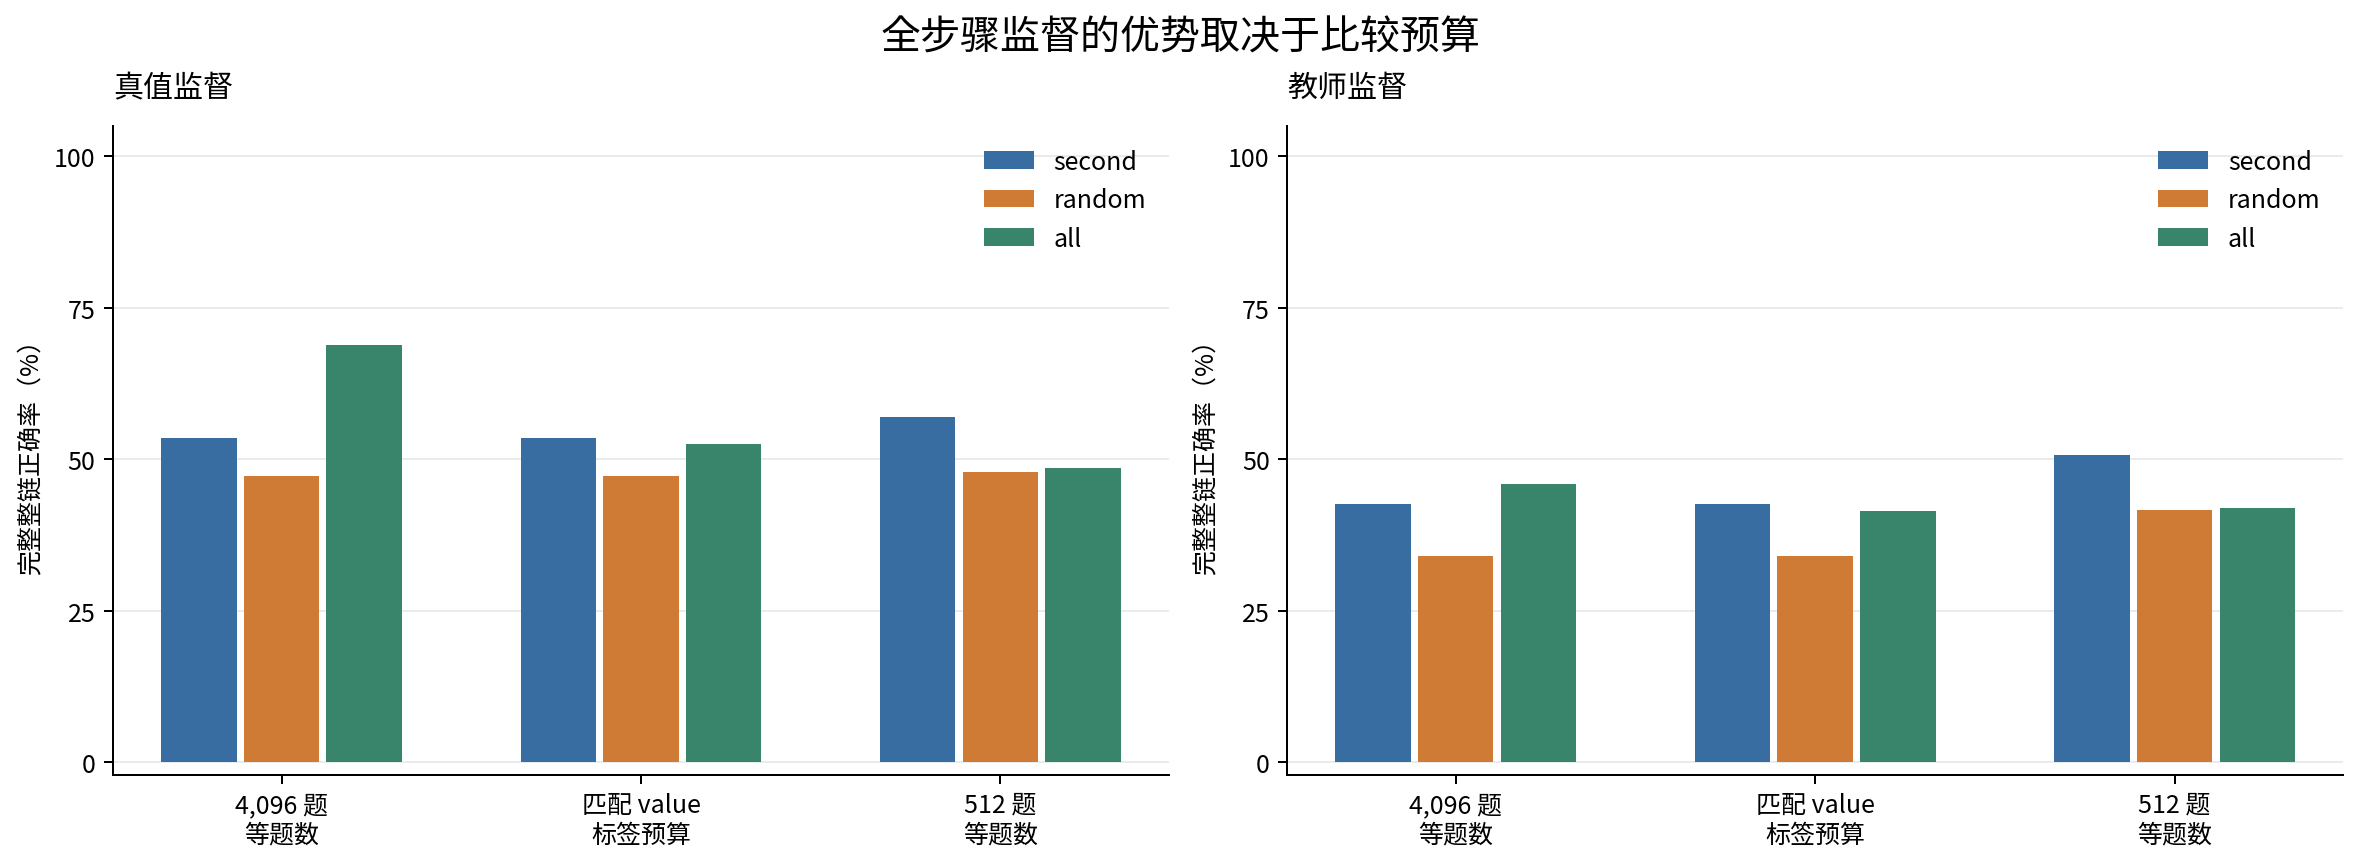 全步骤监督的优势取决于比较预算
真值监督
完整整链正确率（%）
100
75
50
25
0
second
random
all
4,096 题
等题数
匹配 value
标签预算
512 题
等题数
教师监督
完整整链正确率（%）
100
75
50
25
0
second
random
all
4,096 题
等题数
匹配 value
标签预算
512 题
等题数